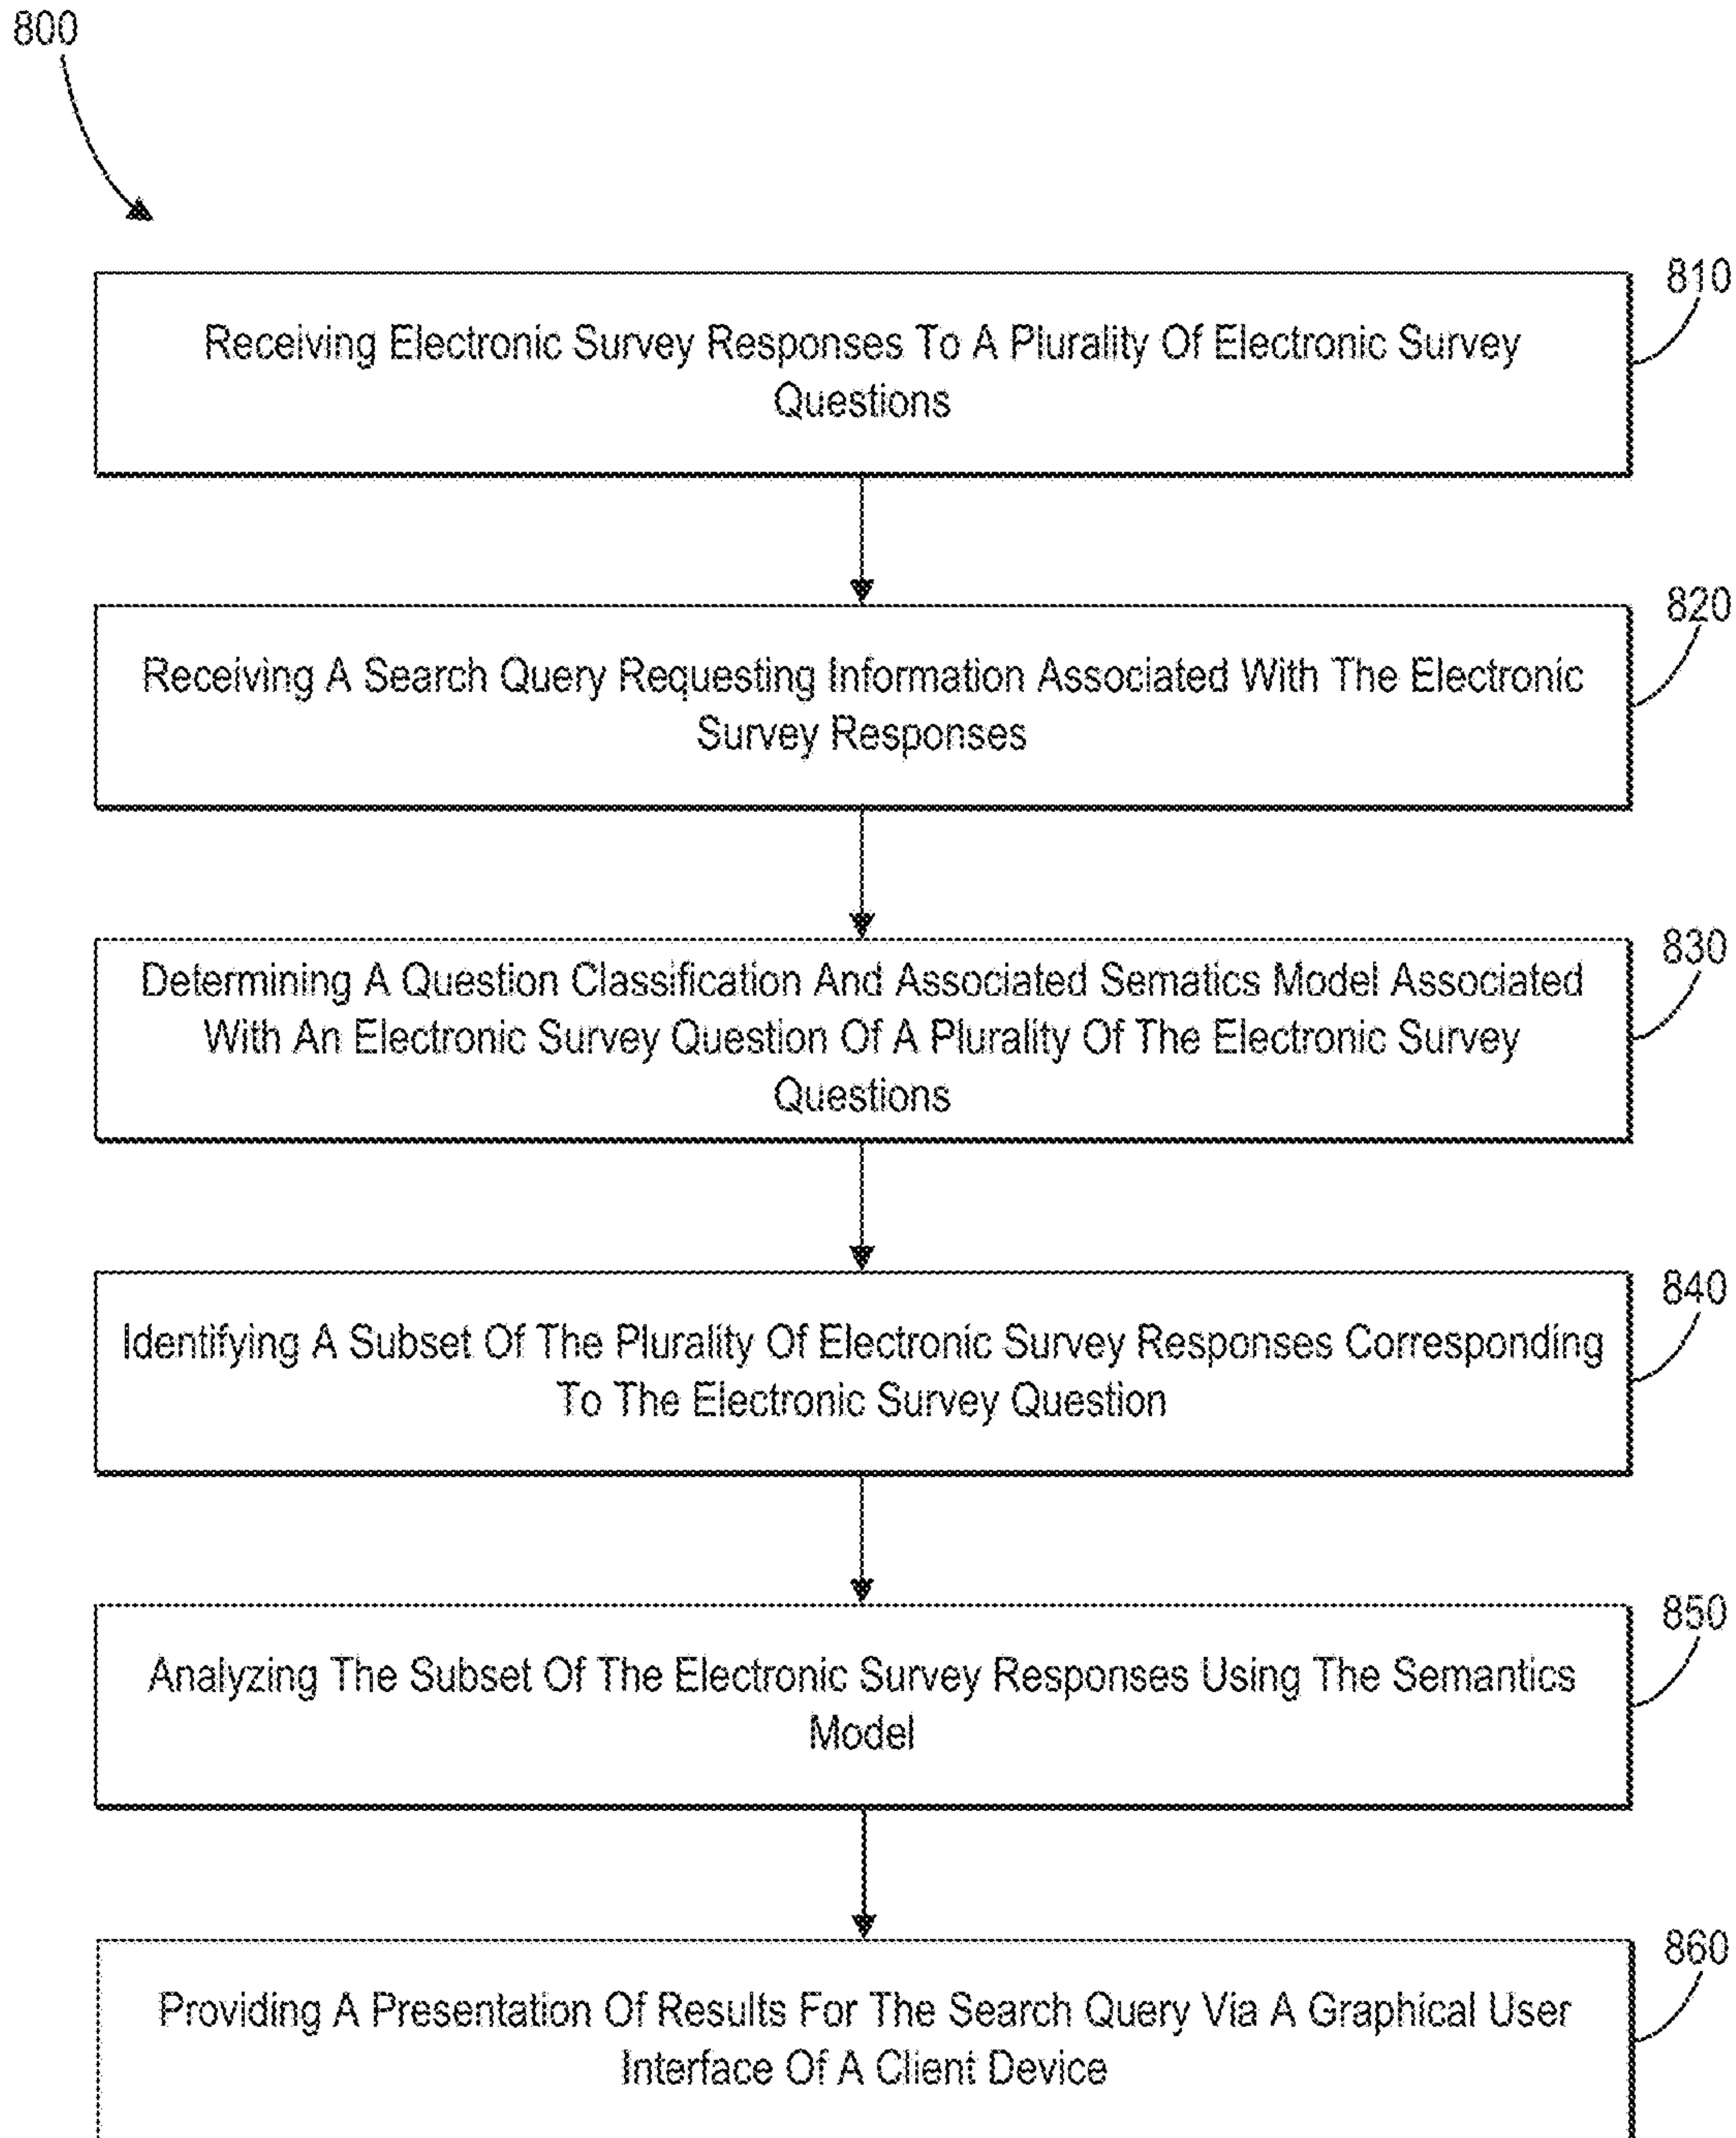 800
810
Receiving Electronic Survey Responses To A Plurality Of Electronic Survey
Questions
820
Receiving A Search Query Requesting Information Associated With The Electronic
Survey Responses
830
Determining A Question Classification And Associated Sematics Model Associated
With An Electronic Survey Question Of A Plurality Of The Electronic Survey
Questions
840
Identifying A Subset Of The Plurality Of Electronic Survey Responses Corresponding
To The Electronic Survey Question
850
Analyzing The Subset Of The Electronic Survey Responses Using The Semantics
Model
860
Providing A Presentation Of Results For The Search Query Via A Graphical User
Interface Of A Client Device